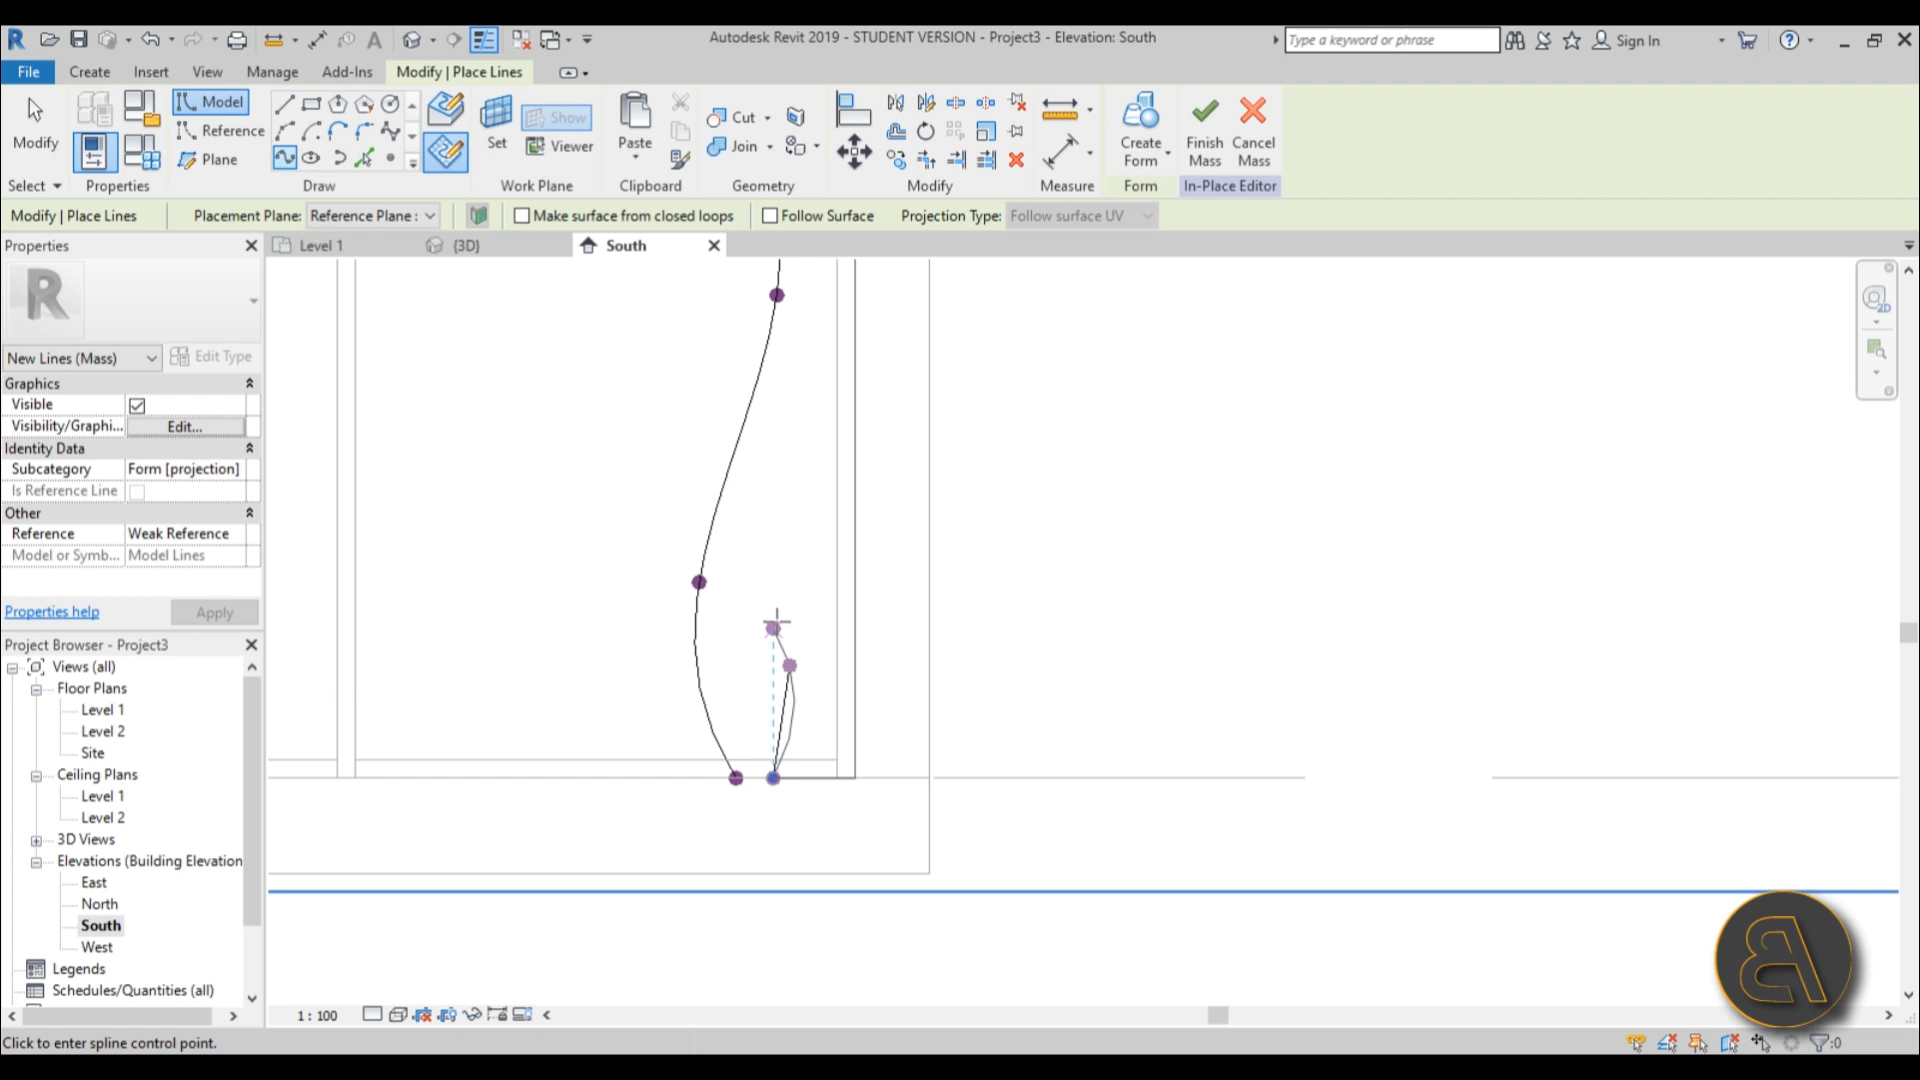 Autodesk Revit 2019 - STUDENT VERSION - Project3 - Elevation: South
Type a keyword or phrase
Sign In
File
Create
Insert
View
Manage
Add-Ins
Modify | Place Lines
Modify
Model
Reference
Plane
Set
Show
Viewer
Paste
Cut
Join
Create
Form
Finish
Mass
Cancel
Mass
Select
Properties
Draw
Work Plane
Clipboard
Geometry
Modify
Measure
Form
In-Place Editor
Modify | Place Lines
Placement Plane: Reference Plane :
Make surface from closed loops
Follow Surface
Projection Type: Follow surface UV
Properties
Level 1
{3D}
South
R
New Lines (Mass)
Edit Type
Graphics
Visible
Visibility/Graphi... Edit...
Identity Data
Subcategory Form [projection]
Is Reference Line
Other
Reference Weak Reference
Model or Symb... Model Lines
Properties help
Apply
Project Browser - Project3
Views (all)
Floor Plans
Level 1
Level 2
Site
Ceiling Plans
Level 1
Level 2
3D Views
Elevations (Building Elevation
East
North
South
West
Legends
Schedules/Quantities (all)
1 : 100
2D
Click to enter spline control point.
:0